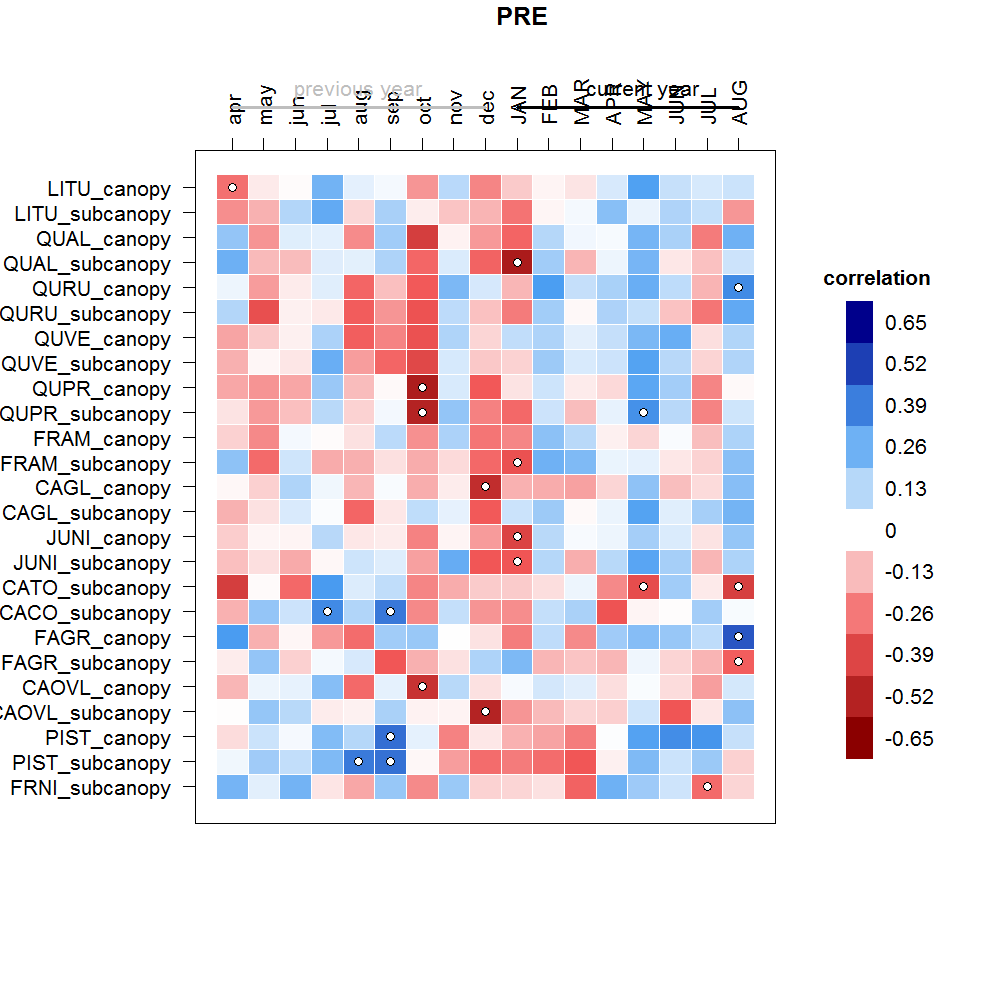 PRE
previous year
current year
apr may jun jul aug sep oct nov dec JAN FEB MAR APR MAY JUN JUL AUG
LITU_canopy
LITU_subcanopy
QUAL_canopy
QUAL_subcanopy
QURU_canopy
QURU_subcanopy
QUVE_canopy
QUVE_subcanopy
QUPR_canopy
QUPR_subcanopy
FRAM_canopy
FRAM_subcanopy
CAGL_canopy
CAGL_subcanopy
JUNI_canopy
JUNI_subcanopy
CATO_subcanopy
CACO_subcanopy
FAGR_canopy
FAGR_subcanopy
CAOVL_canopy
CAOVL_subcanopy
PIST_canopy
PIST_subcanopy
FRNI_subcanopy
correlation
0.65
0.52
0.39
0.26
0.13
0
-0.13
-0.26
-0.39
-0.52
-0.65